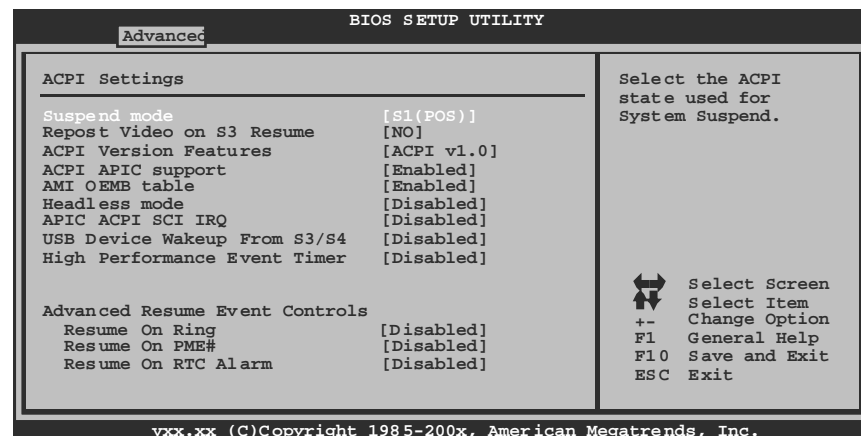 BIOS SETUP UTILITY
Advanced
ACPI Settings
Suspend mode [S1(POS)]
Repost Video on S3 Resume [NO]
ACPI Version Features [ACPI v1.0]
ACPI APIC support [Enabled]
AMI OEMB table [Enabled]
Headless mode [Disabled]
APIC ACPI SCI IRQ [Disabled]
USB Device Wakeup From S3/S4 [Disabled]
High Performance Event Timer [Disabled]
Advanced Resume Event Controls
Resume On Ring [Disabled]
Resume On PME# [Disabled]
Resume On RTC Alarm [Disabled]
Select the ACPI
state used for
System Suspend.
Select Screen
Select Item
+- Change Option
F1 General Help
F10 Save and Exit
ESC Exit
vxx.xx (C)Copyright 1985-200x, American Megatrends, Inc.